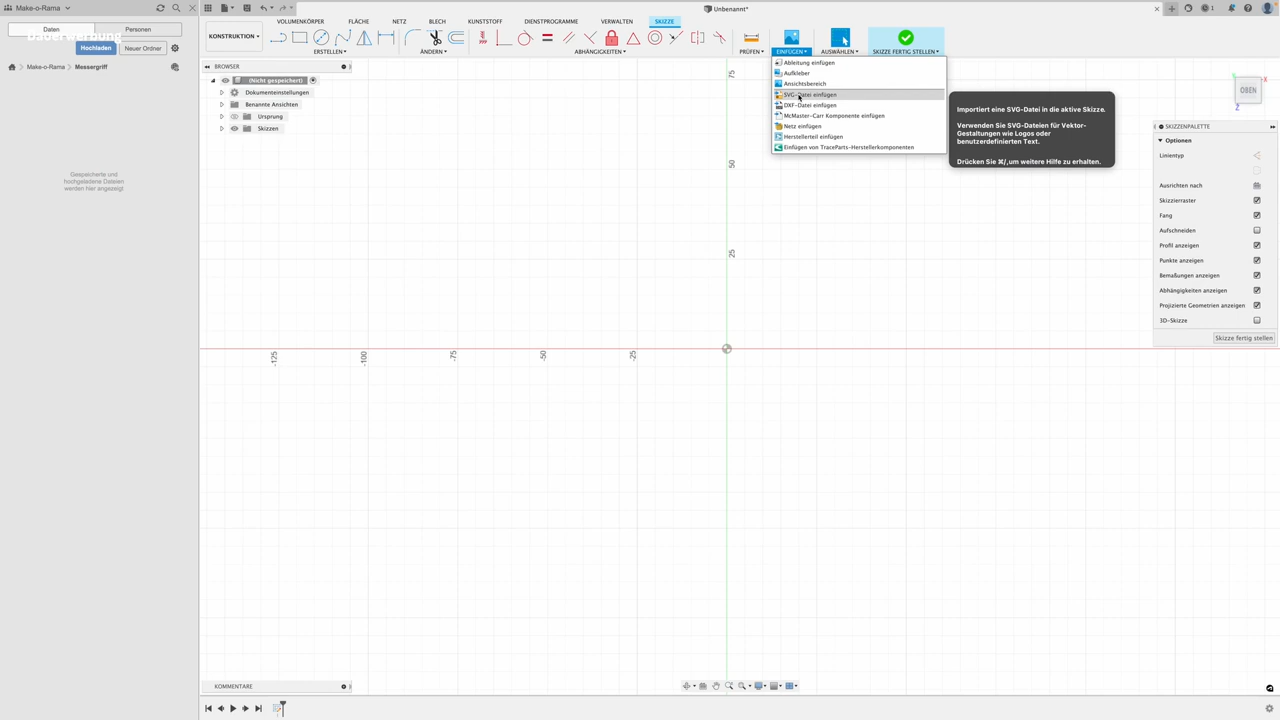 Make-o-Rama
Unbenannt*
Daten
Personen
Dauerwerbung
Hochladen
Neuer Ordner
Make-o-Rama
Messergriff
Gespeicherte und
hochgeladene Dateien
werden hier angezeigt
KONSTRUKTION
VOLUMENKÖRPER
FLÄCHE
NETZ
BLECH
KUNSTSTOFF
DIENSTPROGRAMME
VERWALTEN
SKIZZE
ERSTELLEN
ÄNDERN
ABHÄNGIGKEITEN
PRÜFEN
EINFÜGEN
AUSWÄHLEN
SKIZZE FERTIG STELLEN
BROWSER
(Nicht gespeichert)
Dokumenteinstellungen
Benannte Ansichten
Ursprung
Skizzen
Ableitung einfügen
Aufkleber
Ansichtsbereich
SVG-Datei einfügen
DXF-Datei einfügen
McMaster-Carr Komponente einfügen
Netz einfügen
Herstellerteil einfügen
Einfügen von TraceParts-Herstellerkomponenten
Importiert eine SVG-Datei in die aktive Skizze.
Verwenden Sie SVG-Dateien für Vektor-
Gestaltungen wie Logos oder
benutzerdefinierten Text.
Drücken Sie ⌘/,um weitere Hilfe zu erhalten.
OBEN
X
Z
SKIZZENPALETTE
Optionen
Linientyp
Ausrichten nach
Skizzierraster
Fang
Aufschneiden
Profil anzeigen
Punkte anzeigen
Bemaßungen anzeigen
Abhängigkeiten anzeigen
Projizierte Geometrien anzeigen
3D-Skizze
Skizze fertig stellen
75
50
25
-125
-100
-75
-50
-25
KOMMENTARE
1